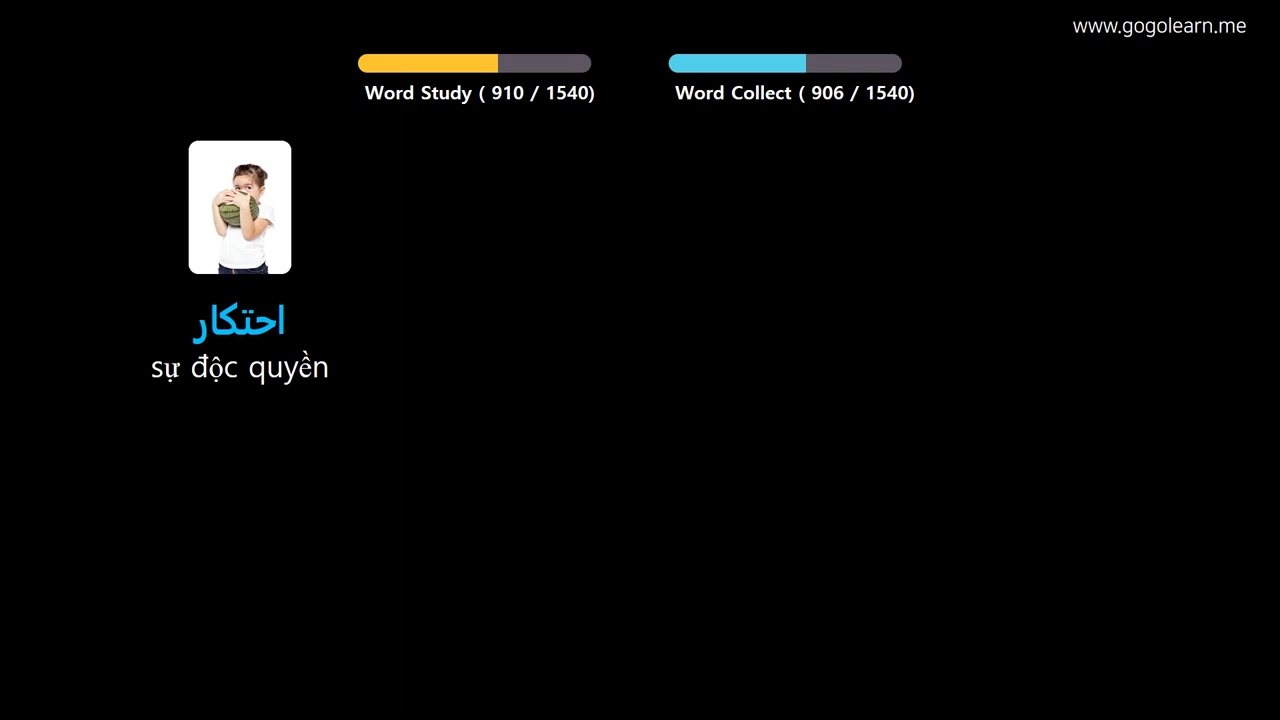 www.gogolearn.me
Word Study ( 910 / 1540)
Word Collect ( 906 / 1540)
احتكار
sự độc quyền